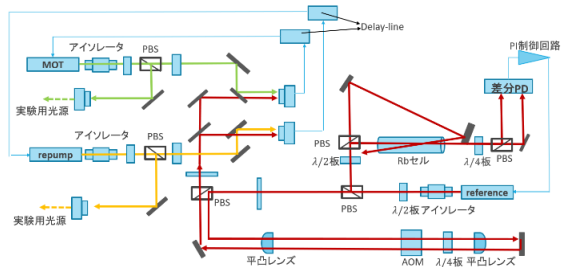 Delay-line
PI制御回路
アイソレータ
PBS
MOT
差分PD
実験用光源
アイソレータ
PBS
PBS
λ/2板
Rbセル
λ/4板
PBS
repump
reference
実験用光源
PBS
PBS
λ/2板
アイソレータ
平凸レンズ
AOM
λ/4板
平凸レンズ